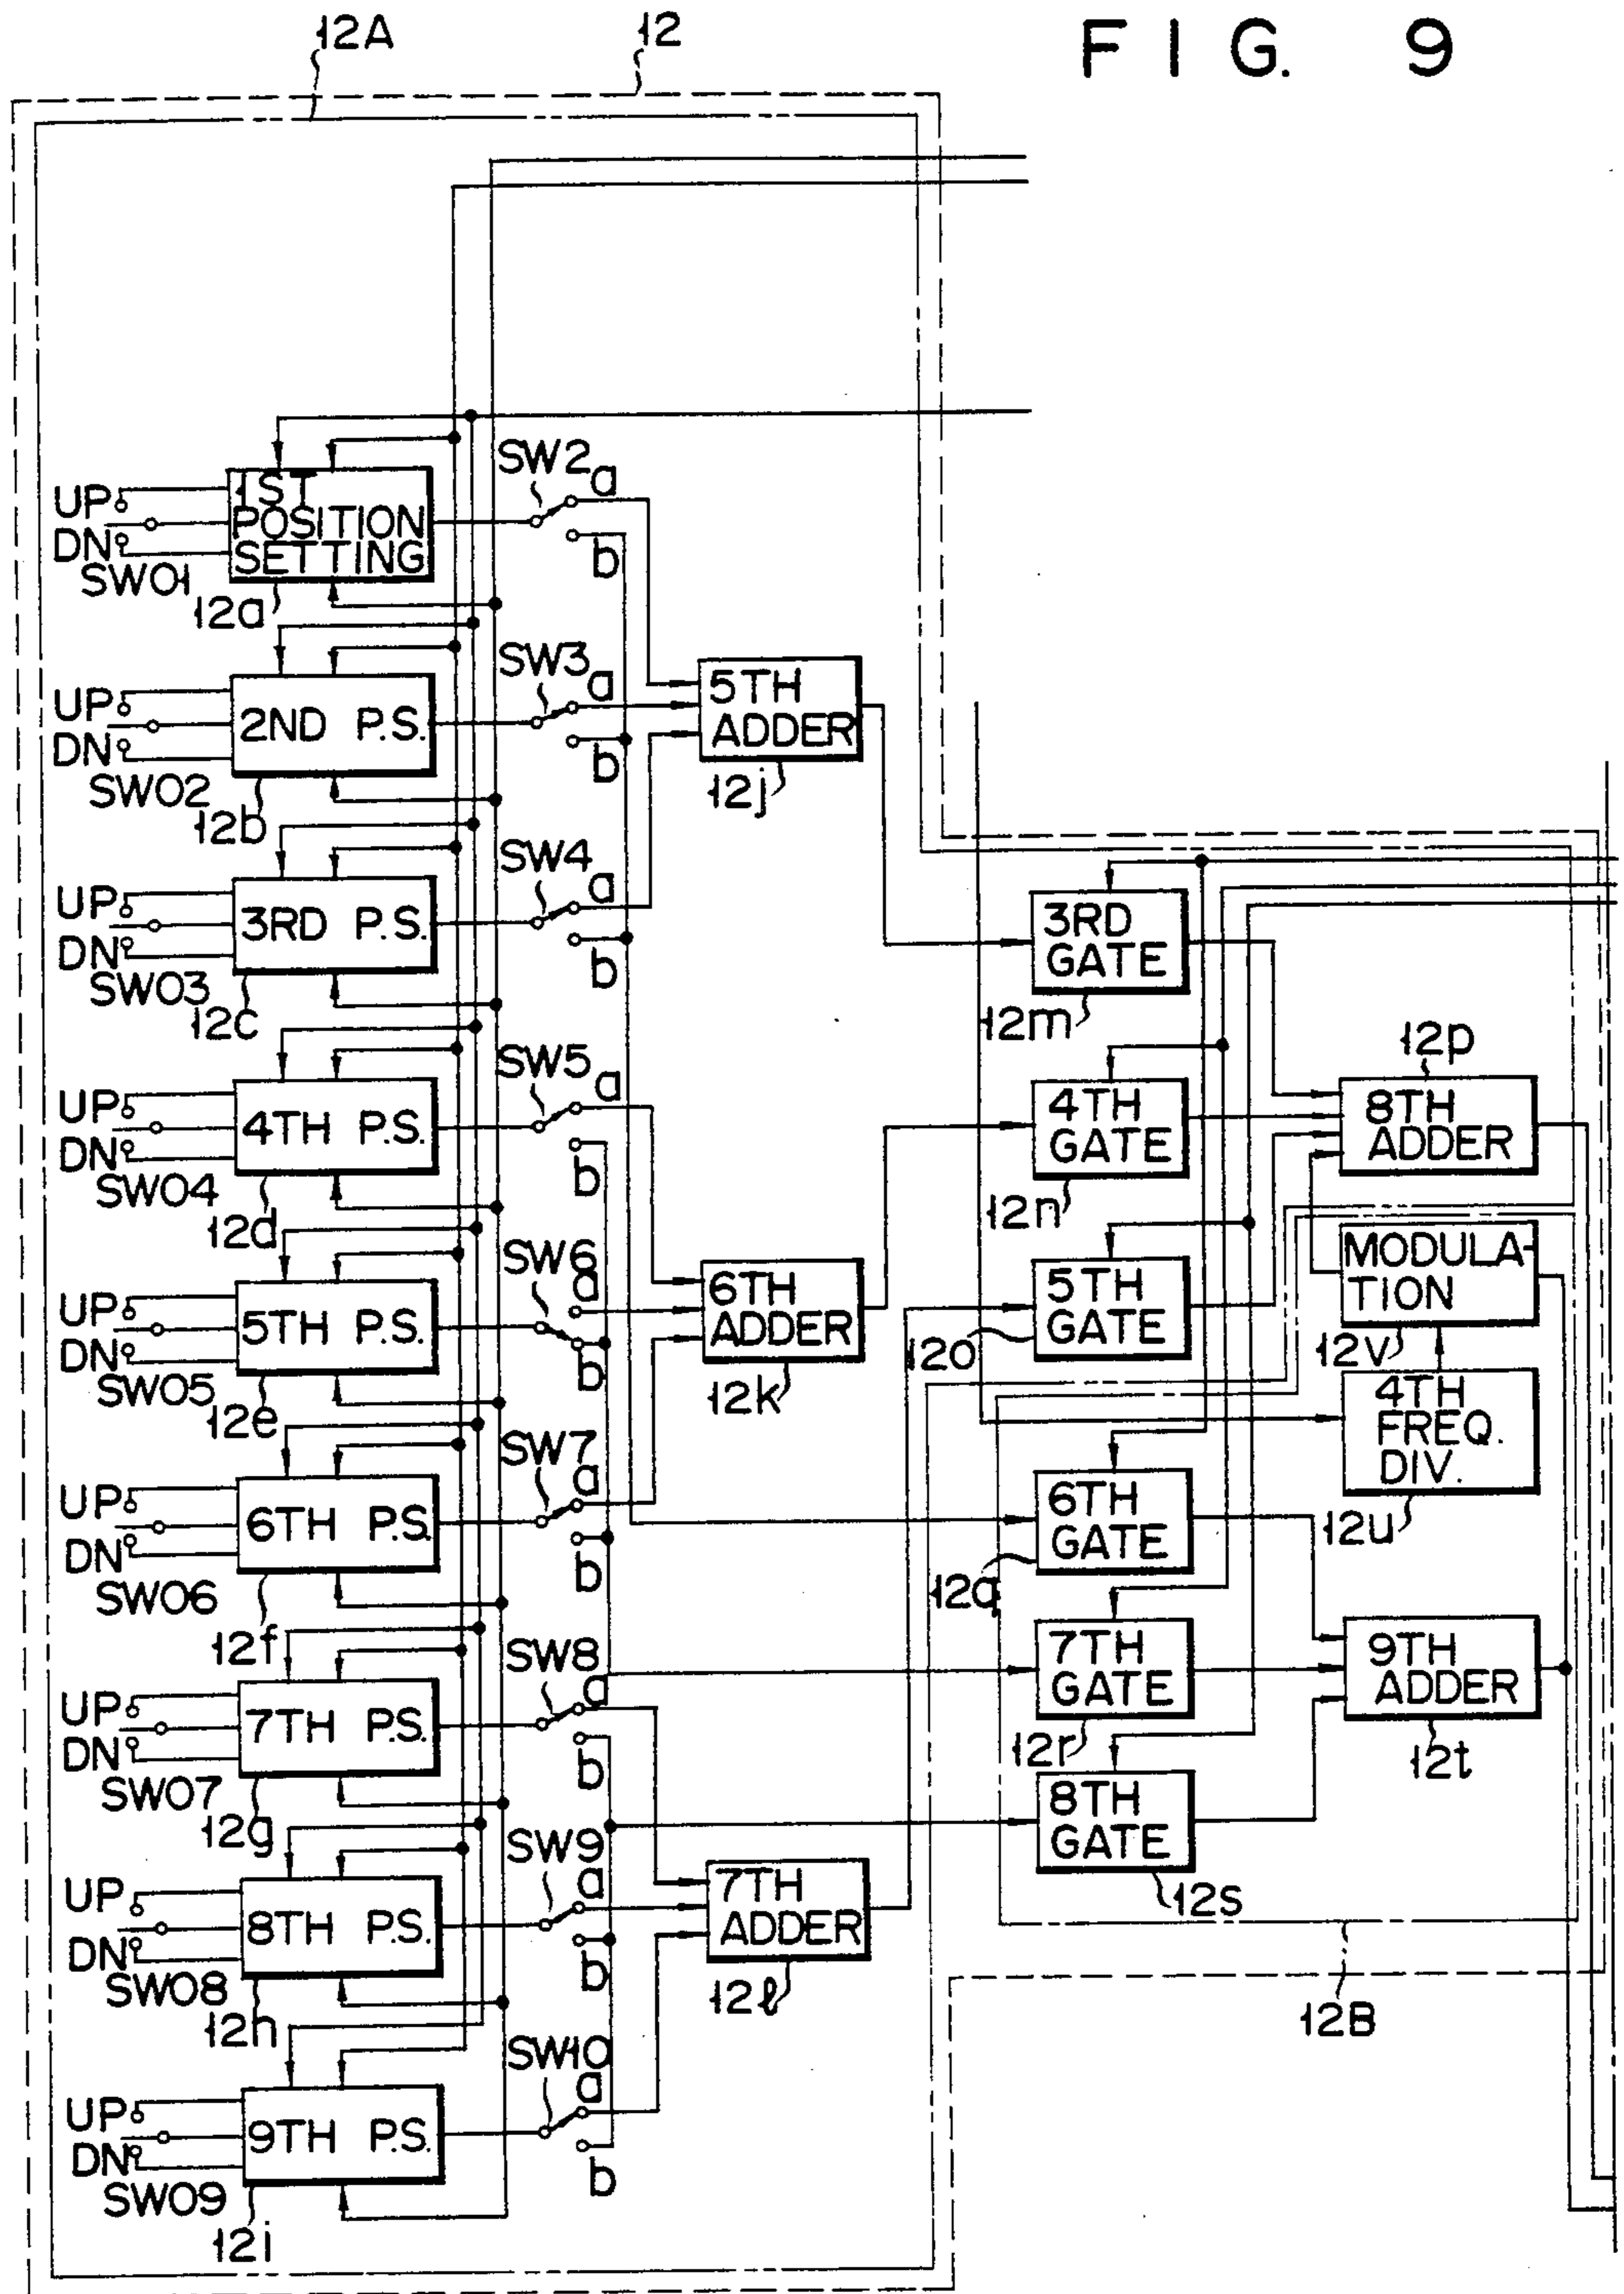 FIG. 9
12A
12
UP
DN
SW01
1ST
POSITION
SETTING
12a
SW2
a
b
UP
DN
SW02
2ND P.S.
12b
SW3
a
b
5TH
ADDER
12j
UP
DN
SW03
3RD P.S.
12c
SW4
a
b
3RD
GATE
12m
UP
DN
SW04
4TH P.S.
12d
SW5
a
b
4TH
GATE
12n
12p
8TH
ADDER
UP
DN
SW05
5TH P.S.
12e
SW6
a
b
6TH
ADDER
12k
5TH
GATE
12o
MODULA-
TION
12v
4TH
FREQ.
DIV.
12u
UP
DN
SW06
6TH P.S.
12f
SW7
a
b
6TH
GATE
12q
UP
DN
SW07
7TH P.S.
12g
SW8
a
b
7TH
GATE
12r
9TH
ADDER
12t
UP
DN
SW08
8TH P.S.
12h
SW9
a
b
7TH
ADDER
12l
8TH
GATE
12s
12B
UP
DN
SW09
9TH P.S.
12i
SW10
a
b